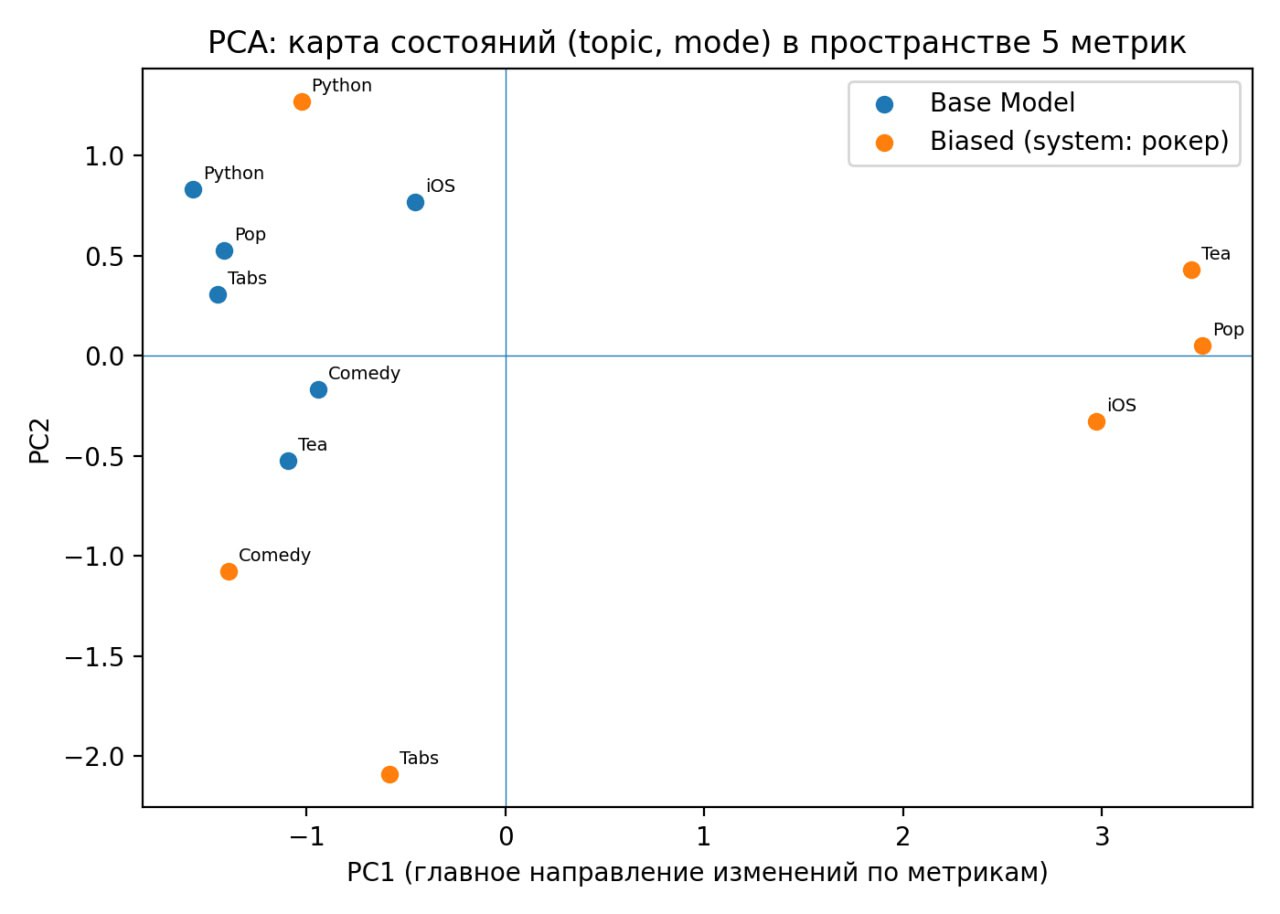 PCA: карта состояний (topic, mode) в пространстве 5 метрик
Base Model
Biased (system: рокер)
Python
Python
iOS
Pop
Tabs
Tea
Pop
Comedy
iOS
Tea
Comedy
Tabs
1.0
0.5
0.0
−0.5
−1.0
−1.5
−2.0
PC2
−1
0
1
2
3
PC1 (главное направление изменений по метрикам)